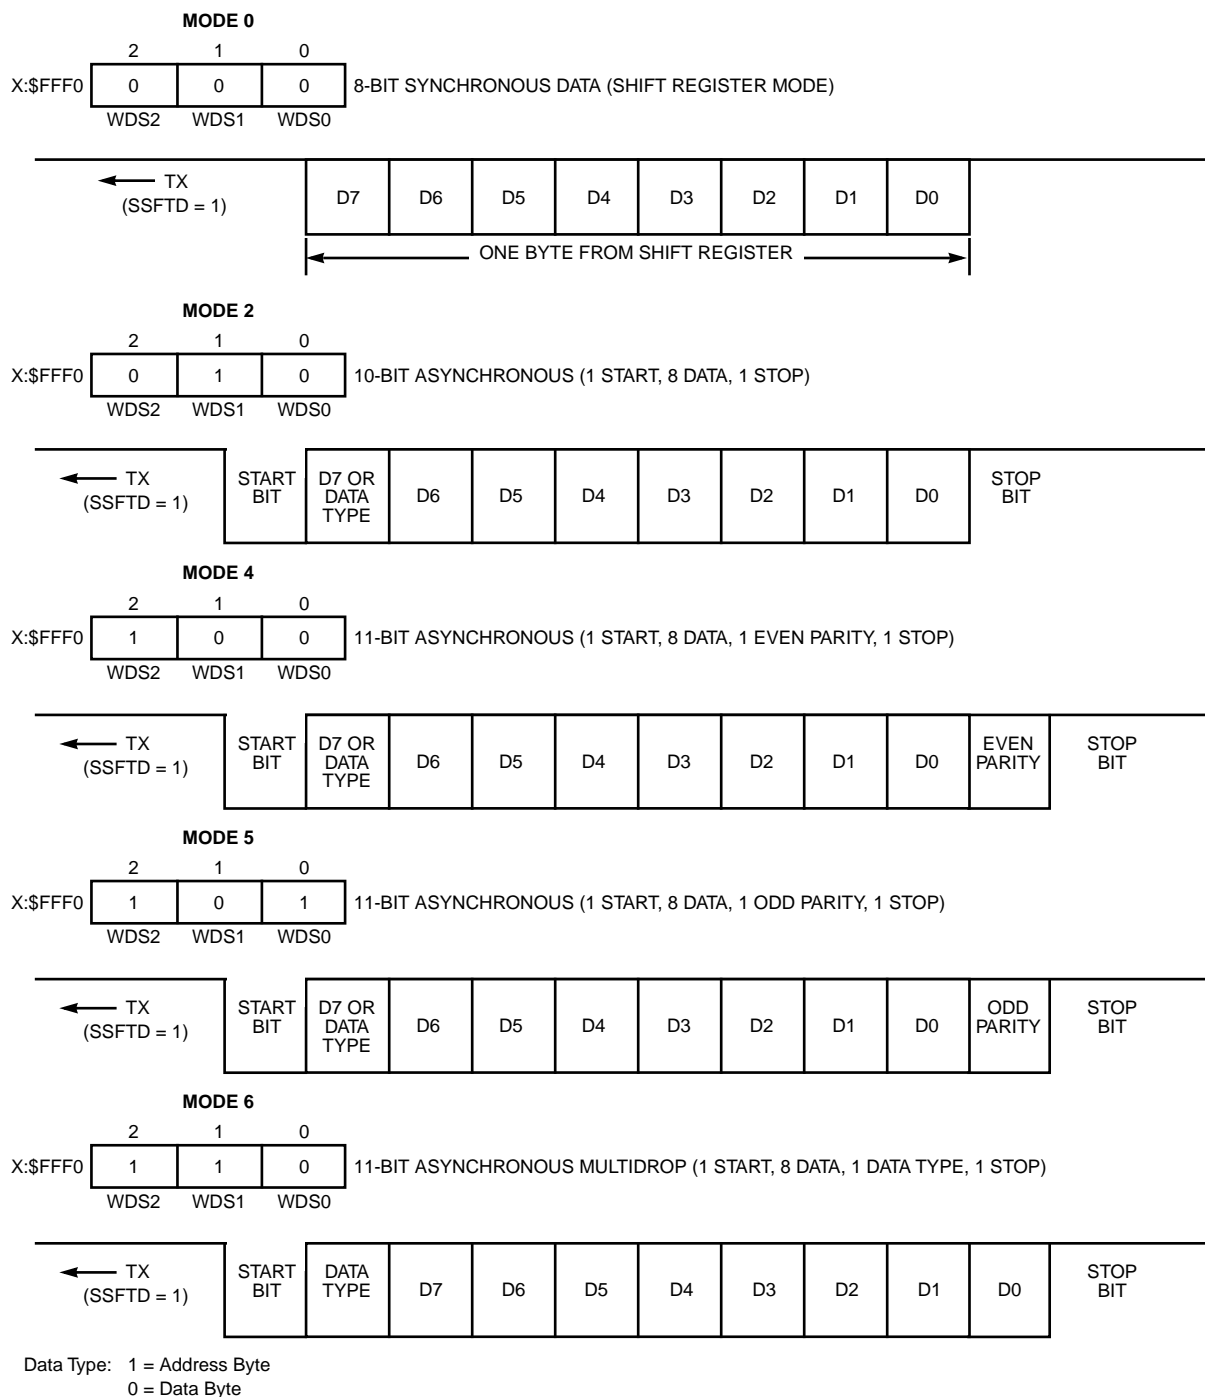 MODE 0
2 1 0
X:$FFF0 0 0 0 8-BIT SYNCHRONOUS DATA (SHIFT REGISTER MODE)
WDS2 WDS1 WDS0
TX
(SSFTD = 1)
D7 D6 D5 D4 D3 D2 D1 D0
ONE BYTE FROM SHIFT REGISTER
MODE 2
2 1 0
X:$FFF0 0 1 0 10-BIT ASYNCHRONOUS (1 START, 8 DATA, 1 STOP)
WDS2 WDS1 WDS0
TX
(SSFTD = 1)
START
BIT
D7 OR
DATA
TYPE
D6 D5 D4 D3 D2 D1 D0
STOP
BIT
MODE 4
2 1 0
X:$FFF0 1 0 0 11-BIT ASYNCHRONOUS (1 START, 8 DATA, 1 EVEN PARITY, 1 STOP)
WDS2 WDS1 WDS0
TX
(SSFTD = 1)
START
BIT
D7 OR
DATA
TYPE
D6 D5 D4 D3 D2 D1 D0
EVEN
PARITY
STOP
BIT
MODE 5
2 1 0
X:$FFF0 1 0 1 11-BIT ASYNCHRONOUS (1 START, 8 DATA, 1 ODD PARITY, 1 STOP)
WDS2 WDS1 WDS0
TX
(SSFTD = 1)
START
BIT
D7 OR
DATA
TYPE
D6 D5 D4 D3 D2 D1 D0
ODD
PARITY
STOP
BIT
MODE 6
2 1 0
X:$FFF0 1 1 0 11-BIT ASYNCHRONOUS MULTIDROP (1 START, 8 DATA, 1 DATA TYPE, 1 STOP)
WDS2 WDS1 WDS0
TX
(SSFTD = 1)
START
BIT
DATA
TYPE
D7 D6 D5 D4 D3 D2 D1 D0
STOP
BIT
Data Type: 1 = Address Byte
0 = Data Byte